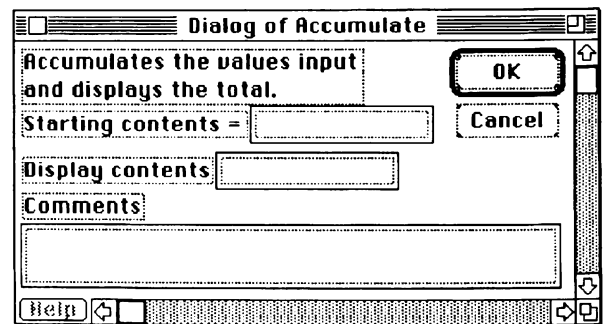 Dialog of Accumulate
Accumulates the values input
and displays the total.
OK
Starting contents =
Cancel
Display contents
Comments
Help